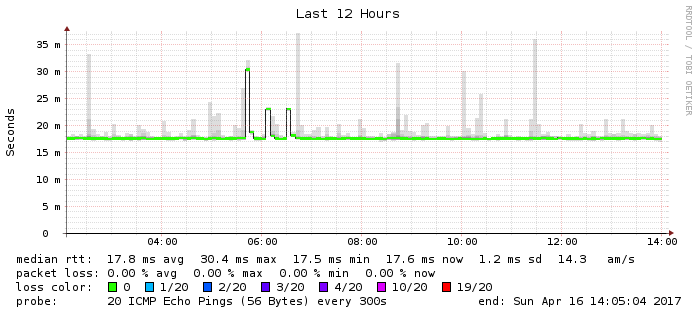 Last 12 Hours
RRDTOOL / TOBI OETIKER
Seconds
35 m
30 m
25 m
20 m
15 m
10 m
5 m
0
04:00 06:00 08:00 10:00 12:00 14:00
median rtt: 17.8 ms avg 30.4 ms max 17.5 ms min 17.6 ms now 1.2 ms sd 14.3 am/s
packet loss: 0.00 % avg 0.00 % max 0.00 % min 0.00 % now
loss color: 0 1/20 2/20 3/20 4/20 10/20 19/20
probe: 20 ICMP Echo Pings (56 Bytes) every 300s end: Sun Apr 16 14:05:04 2017